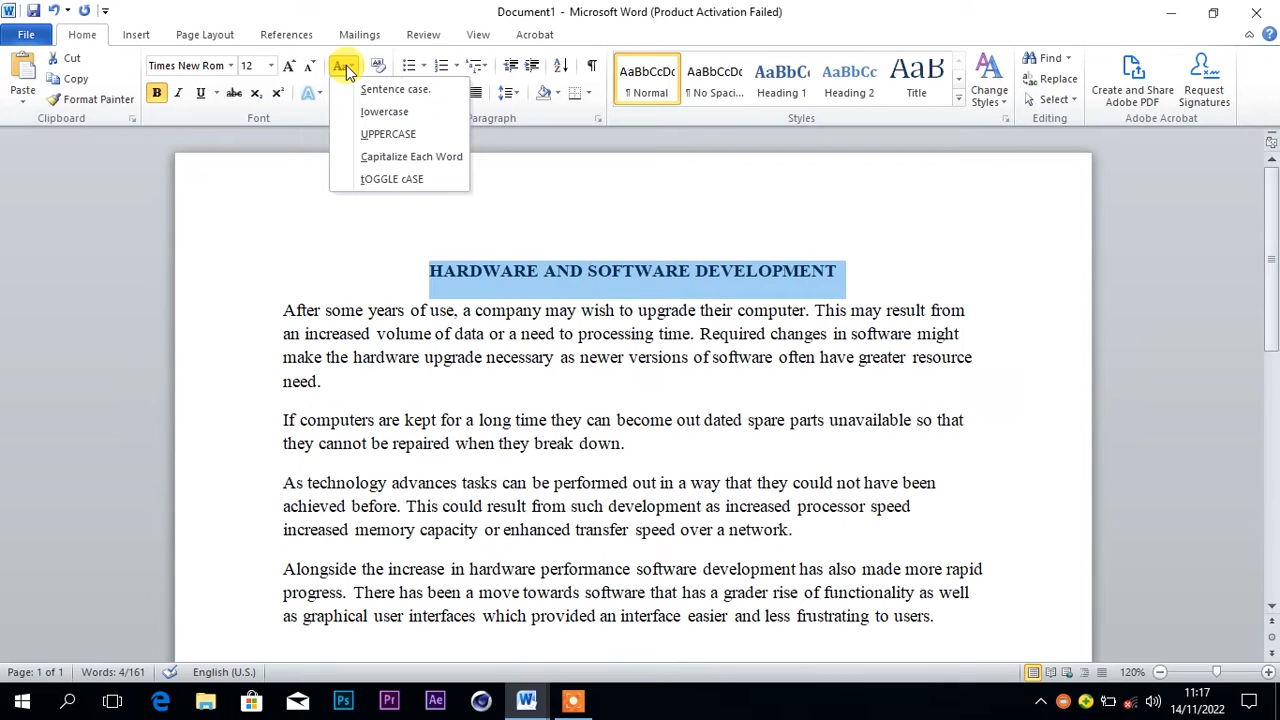 Document1 - Microsoft Word (Product Activation Failed)
File Home Insert Page Layout References Mailings Review View Acrobat
Paste
Cut
Copy
Format Painter
Clipboard
Times New Rom 12 Aa
B I U abc x₂ x² A
Font
Sentence case.
lowercase
UPPERCASE
Capitalize Each Word
tOGGLE cASE
Paragraph
AaBbCcDc AaBbCcDc AaBbCc AaBbCc AaB
¶ Normal ¶ No Spaci... Heading 1 Heading 2 Title
Change Styles
Styles
Find
Replace
Select
Editing
Create and Share Adobe PDF
Request Signatures
Adobe Acrobat
HARDWARE AND SOFTWARE DEVELOPMENT
After some years of use, a company may wish to upgrade their computer. This may result from
an increased volume of data or a need to processing time. Required changes in software might
make the hardware upgrade necessary as newer versions of software often have greater resource
need.
If computers are kept for a long time they can become out dated spare parts unavailable so that
they cannot be repaired when they break down.
As technology advances tasks can be performed out in a way that they could not have been
achieved before. This could result from such development as increased processor speed
increased memory capacity or enhanced transfer speed over a network.
Alongside the increase in hardware performance software development has also made more rapid
progress. There has been a move towards software that has a grader rise of functionality as well
as graphical user interfaces which provided an interface easier and less frustrating to users.
Page: 1 of 1 Words: 4/161 English (U.S.) 120%
Ps Pr Ae W
11:17
14/11/2022